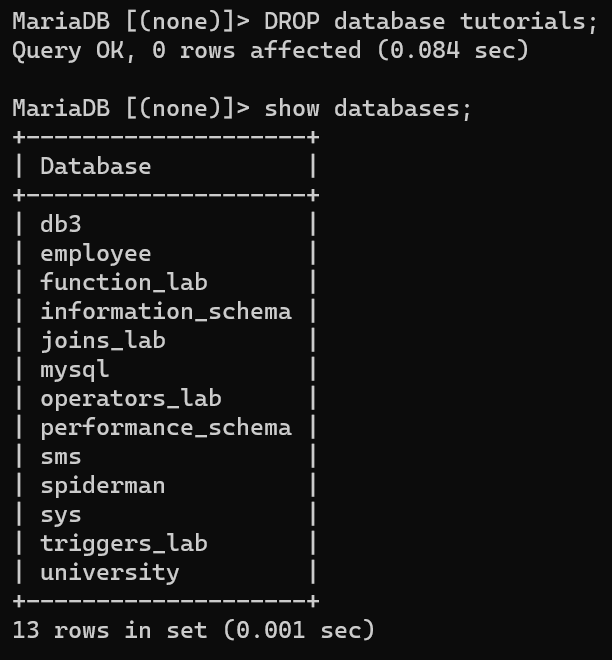 MariaDB [(none)]> DROP database tutorials;
Query OK, 0 rows affected (0.084 sec)

MariaDB [(none)]> show databases;
+--------------------+
| Database           |
+--------------------+
| db3                |
| employee           |
| function_lab       |
| information_schema |
| joins_lab          |
| mysql              |
| operators_lab      |
| performance_schema |
| sms                |
| spiderman          |
| sys                |
| triggers_lab       |
| university         |
+--------------------+
13 rows in set (0.001 sec)